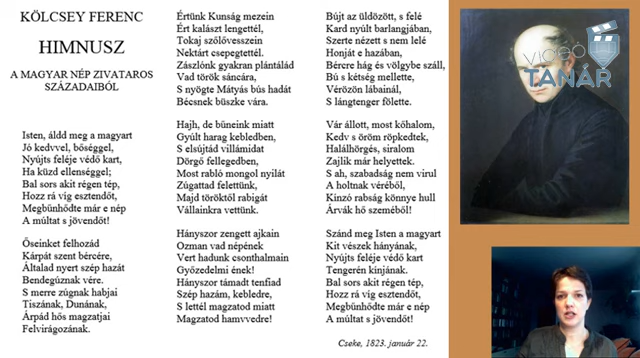 KÖLCSEY FERENC
HIMNUSZ
A MAGYAR NÉP ZIVATAROS
SZÁZADAIBÓL
Isten, áldd meg a magyart
Jó kedvvel, bőséggel,
Nyújts feléje védő kart,
Ha küzd ellenséggel;
Bal sors akit régen tép,
Hozz rá víg esztendőt,
Megbünhődte már e nép
A múltat s jövendőt!
Őseinket felhozád
Kárpát szent bércére,
Általad nyert szép hazát
Bendegúznak vére.
S merre zúgnak habjai
Tiszának, Dunának,
Árpád hős magzatjai
Felvirágozának.
Értünk Kunság mezein
Ért kalászt lengettél,
Tokaj szőlővesszein
Nektárt csepegtettél.
Zászlónk gyakran plántálád
Vad török sáncára,
S nyögte Mátyás bús hadát
Bécsnek büszke vára.
Hajh, de bűneink miatt
Gyúlt harag kebledben,
S elsújtád villámidat
Dörgő fellegedben,
Most rabló mongol nyilát
Zúgattad felettünk,
Majd töröktől rabigát
Vállainkra vettünk.
Hányszor zengett ajkain
Ozman vad népének
Vert hadunk csonthalmain
Győzedelmi ének!
Hányszor támadt tenfiad
Szép hazám, kebledre,
S lettél magzatod miatt
Magzatod hamvvedre!
Bújt az üldözött, s felé
Kard nyúlt barlangjában,
Szerte nézett s nem lelé
Honját e hazában,
Bércre hág és völgybe száll,
Bú s kétség mellette,
Vérözön lábainál,
S lángtenger fölette.
Vár állott, most kőhalom,
Kedv s öröm röpkedtek,
Halálhörgés, siralom
Zajlik már helyettek.
S ah, szabadság nem virul
A holtnak véréből,
Kínzó rabság könnye hull
Árvák hő szeméből!
Szánd meg Isten a magyart
Kit vészek hányának,
Nyújts feléje védő kart
Tengerén kínjának.
Bal sors akit régen tép,
Hozz rá víg esztendőt,
Megbünhődte már e nép
A múltat s jövendőt!
Cseke, 1823. január 22.
VIDEÓ
TANÁR